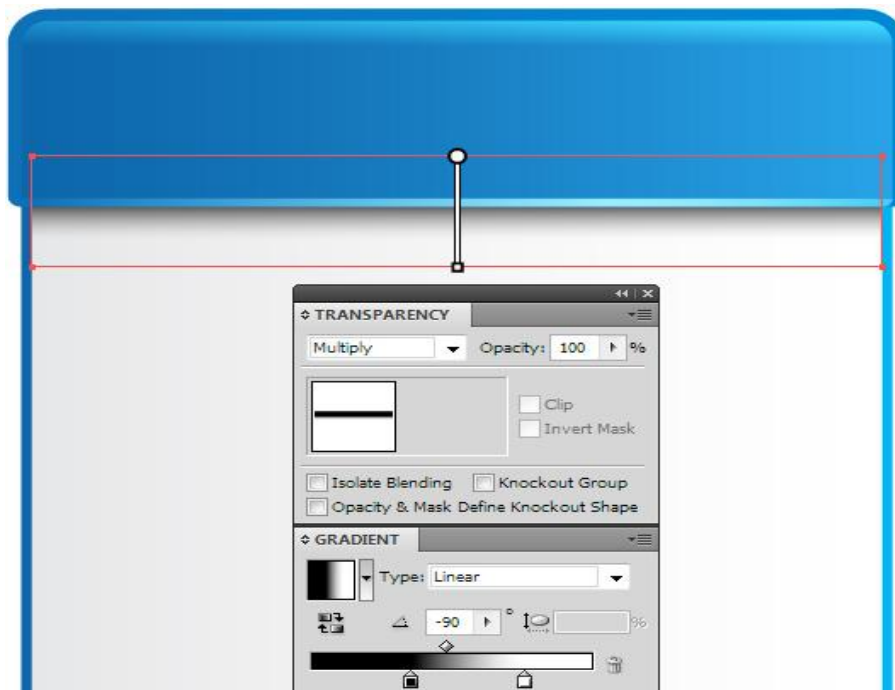 TRANSPARENCY
Multiply Opacity: 100 %
Clip
Invert Mask
Isolate Blending Knockout Group
Opacity & Mask Define Knockout Shape
GRADIENT
Type: Linear
-90 ° %